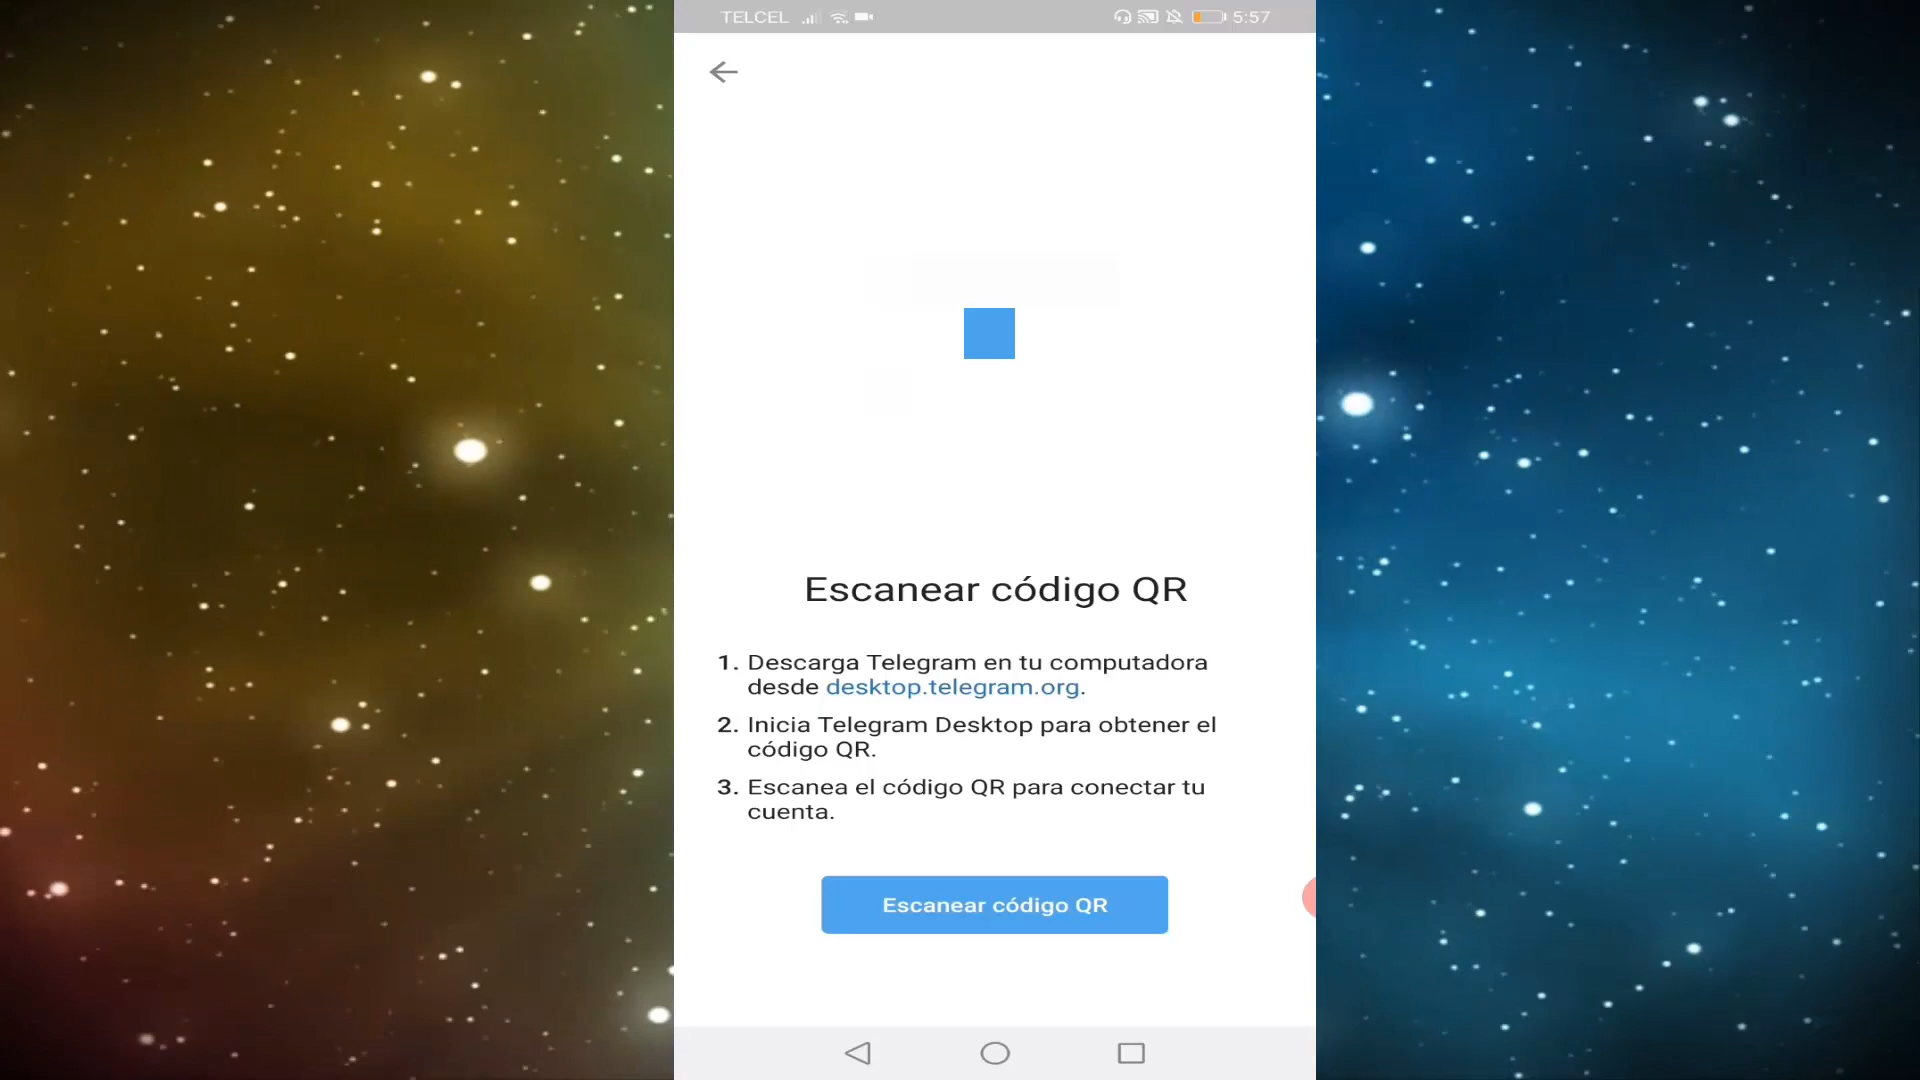 TELCEL
5:57
Escanear código QR
1. Descarga Telegram en tu computadora
desde desktop.telegram.org.
2. Inicia Telegram Desktop para obtener el
código QR.
3. Escanea el código QR para conectar tu
cuenta.
Escanear código QR